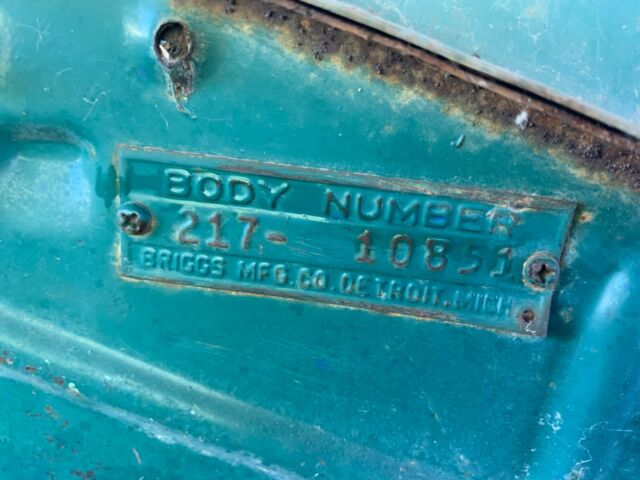 BODY NUMBER
217- 10851
BRIGGS MFG.CO.DETROIT.MICH